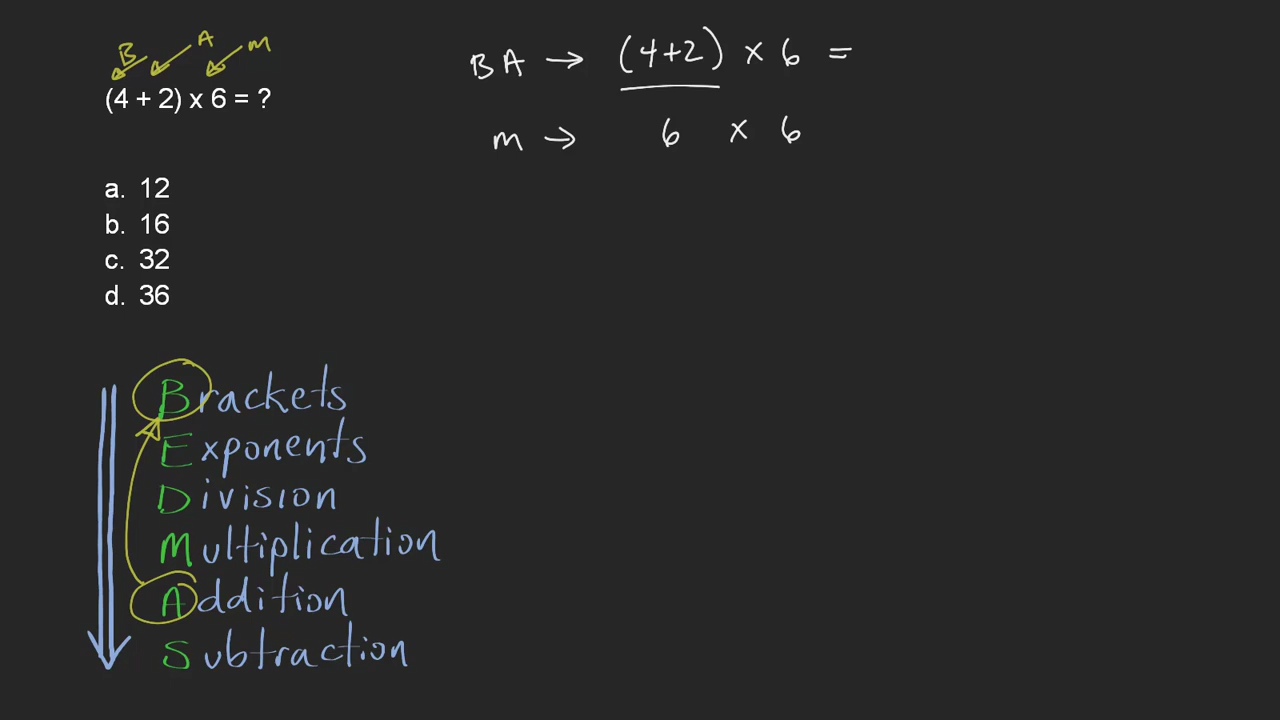 B A M
(4 + 2) x 6 = ?
a. 12
b. 16
c. 32
d. 36
BA → (4+2) x 6 =
m → 6 x 6
Brackets
Exponents
Division
Multiplication
Addition
Subtraction